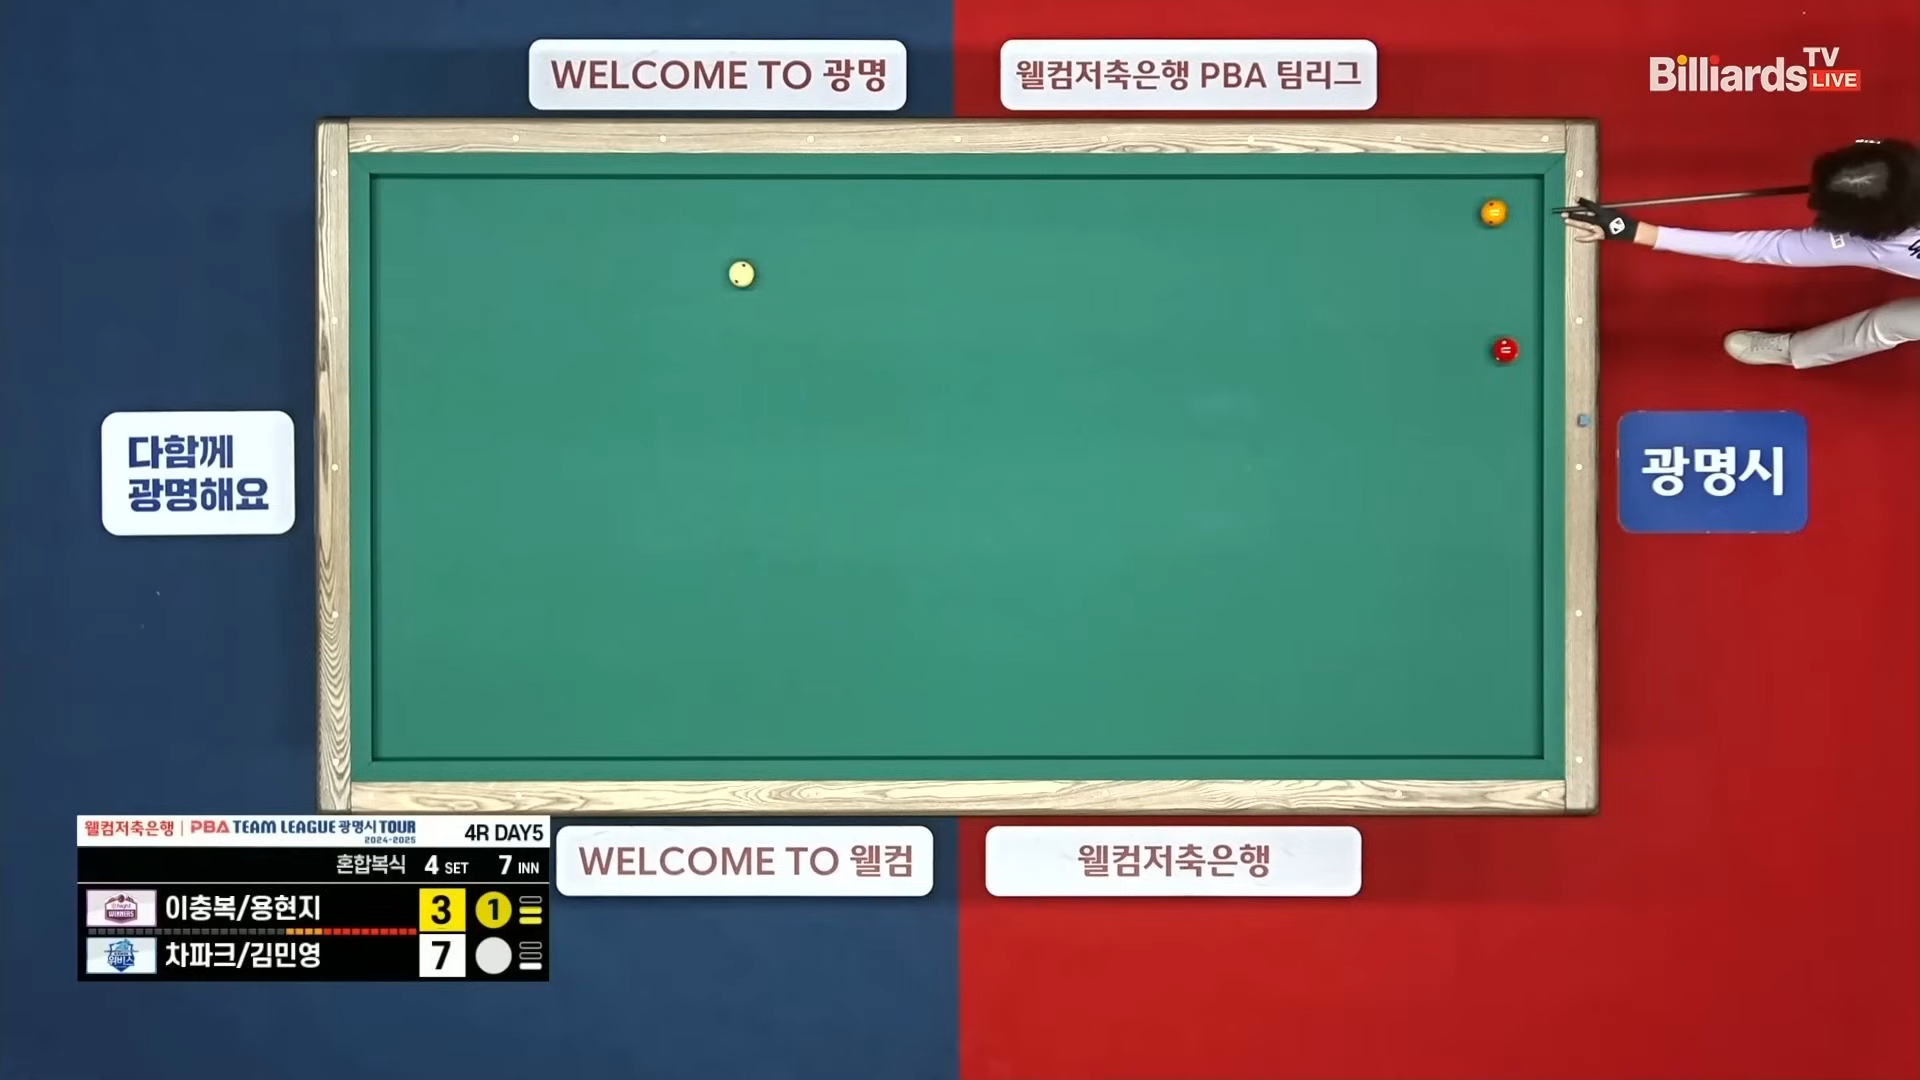 WELCOME TO 광명
웰컴저축은행 PBA 팀리그
Billiards TV LIVE
다함께
광명해요
광명시
웰컴저축은행 | PBA TEAM LEAGUE 광명시 TOUR
2024-2025
4R DAY5
혼합복식 4 SET 7 INN
이충복/용현지 3 1
차파크/김민영 7
WELCOME TO 웰컴
웰컴저축은행